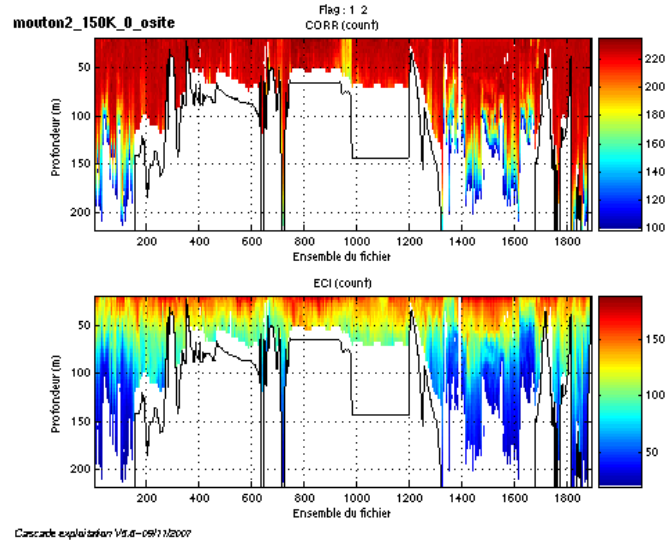 mouton2_150K_0_osite
Flag : 1 2
CORR (count)
Profondeur (m)
50
100
150
200
200 400 600 800 1000 1200 1400 1600 1800
Ensemble du fichier
220
200
180
160
140
120
100
ECI (count)
Profondeur (m)
50
100
150
200
200 400 600 800 1000 1200 1400 1600 1800
Ensemble du fichier
150
100
50
Cascade exploitation V5.6-09/11/2007